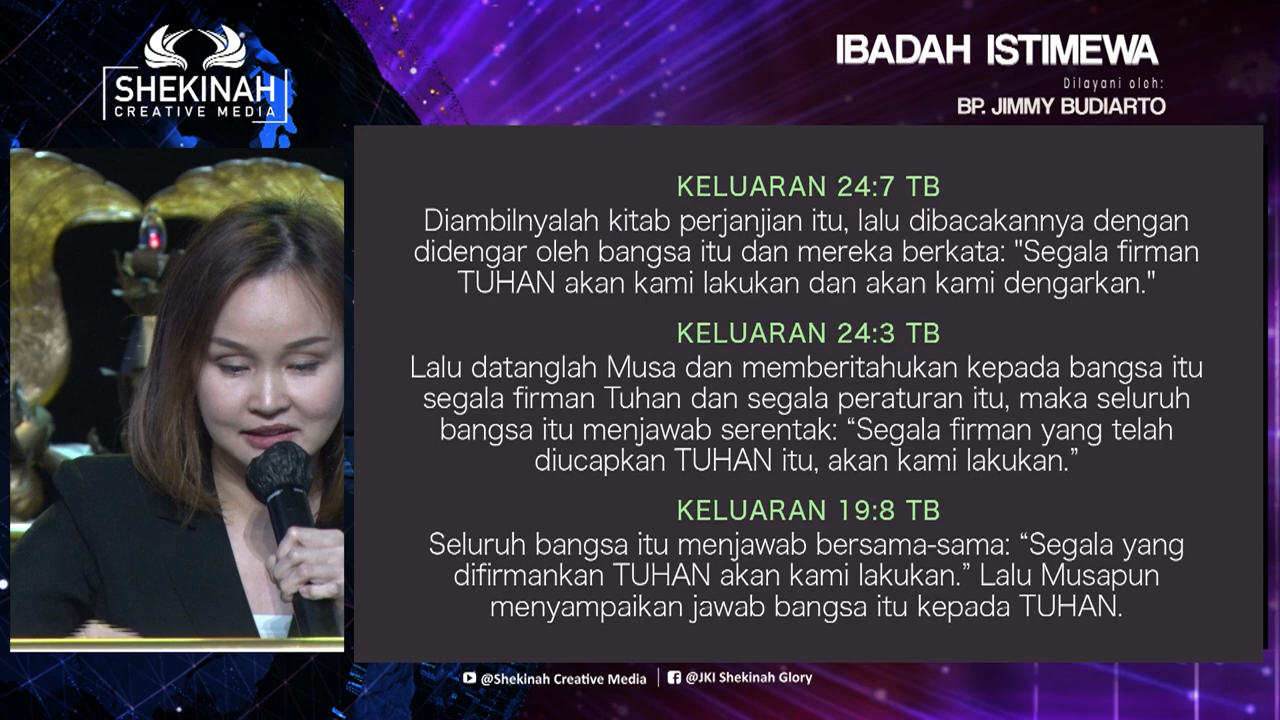 SHEKINAH
CREATIVE MEDIA
IBADAH ISTIMEWA
Dilayani oleh:
BP. JIMMY BUDIARTO
KELUARAN 24:7 TB
Diambilnyalah kitab perjanjian itu, lalu dibacakannya dengan
didengar oleh bangsa itu dan mereka berkata: "Segala firman
TUHAN akan kami lakukan dan akan kami dengarkan."
KELUARAN 24:3 TB
Lalu datanglah Musa dan memberitahukan kepada bangsa itu
segala firman Tuhan dan segala peraturan itu, maka seluruh
bangsa itu menjawab serentak: “Segala firman yang telah
diucapkan TUHAN itu, akan kami lakukan.”
KELUARAN 19:8 TB
Seluruh bangsa itu menjawab bersama-sama: “Segala yang
difirmankan TUHAN akan kami lakukan.” Lalu Musapun
menyampaikan jawab bangsa itu kepada TUHAN.
@Shekinah Creative Media | @JKI Shekinah Glory